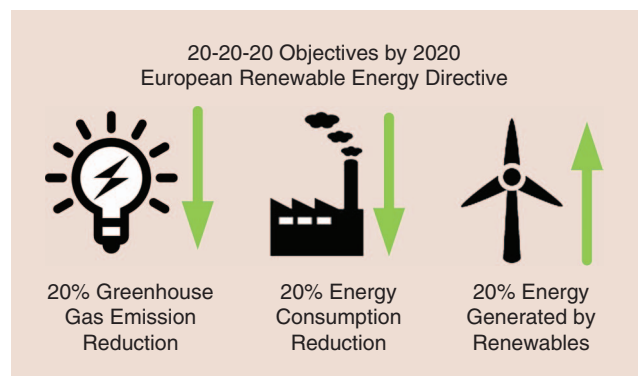 20-20-20 Objectives by 2020
European Renewable Energy Directive
20% Greenhouse
Gas Emission
Reduction
20% Energy
Consumption
Reduction
20% Energy
Generated by
Renewables